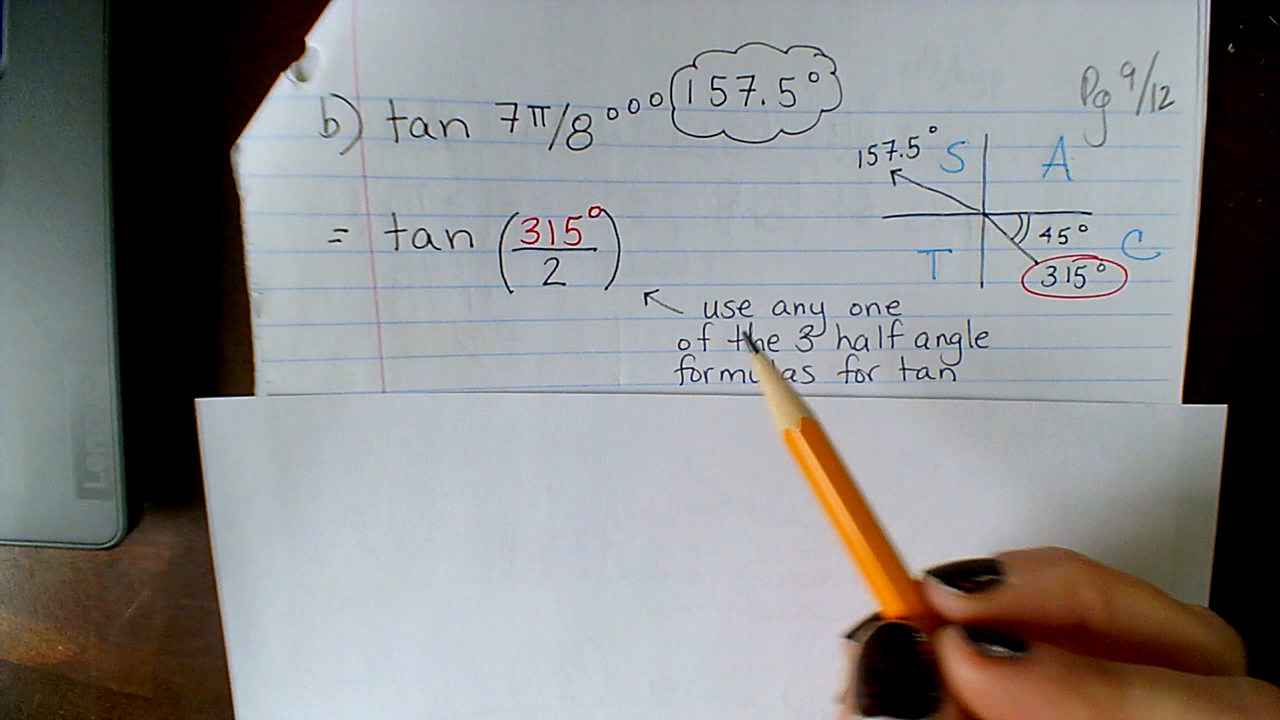 b) tan 7π/8 157.5°
Pg 9/12
157.5° S A
= tan (315°/2)
45° C
T
315°
use any one
of the 3 half angle
formulas for tan